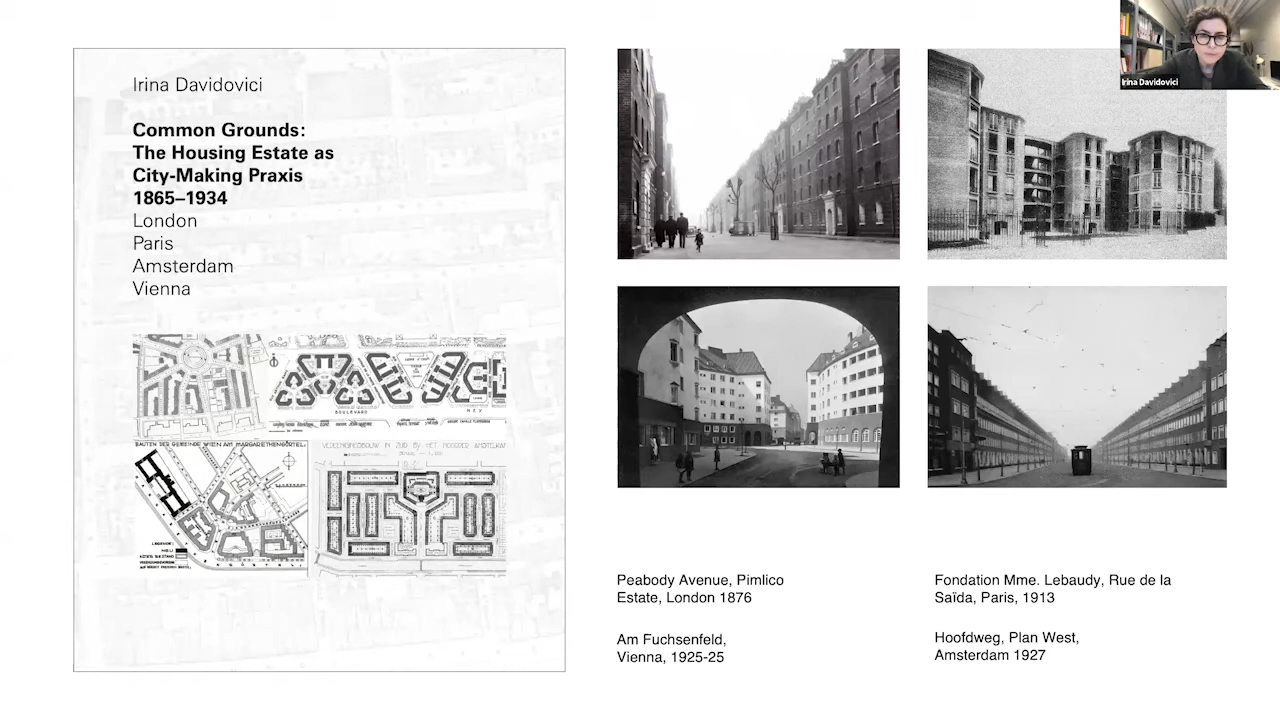 Irina Davidovici
Common Grounds:
The Housing Estate as
City-Making Praxis
1865–1934
London
Paris
Amsterdam
Vienna
BOULEVARD
NEY
BAUTEN DER GEMEINDE WIEN AM MARGARETHENGÜRTEL
Irina Davidovici
Peabody Avenue, Pimlico
Estate, London 1876
Am Fuchsenfeld,
Vienna, 1925-25
Fondation Mme. Lebaudy, Rue de la
Saïda, Paris, 1913
Hoofdweg, Plan West,
Amsterdam 1927